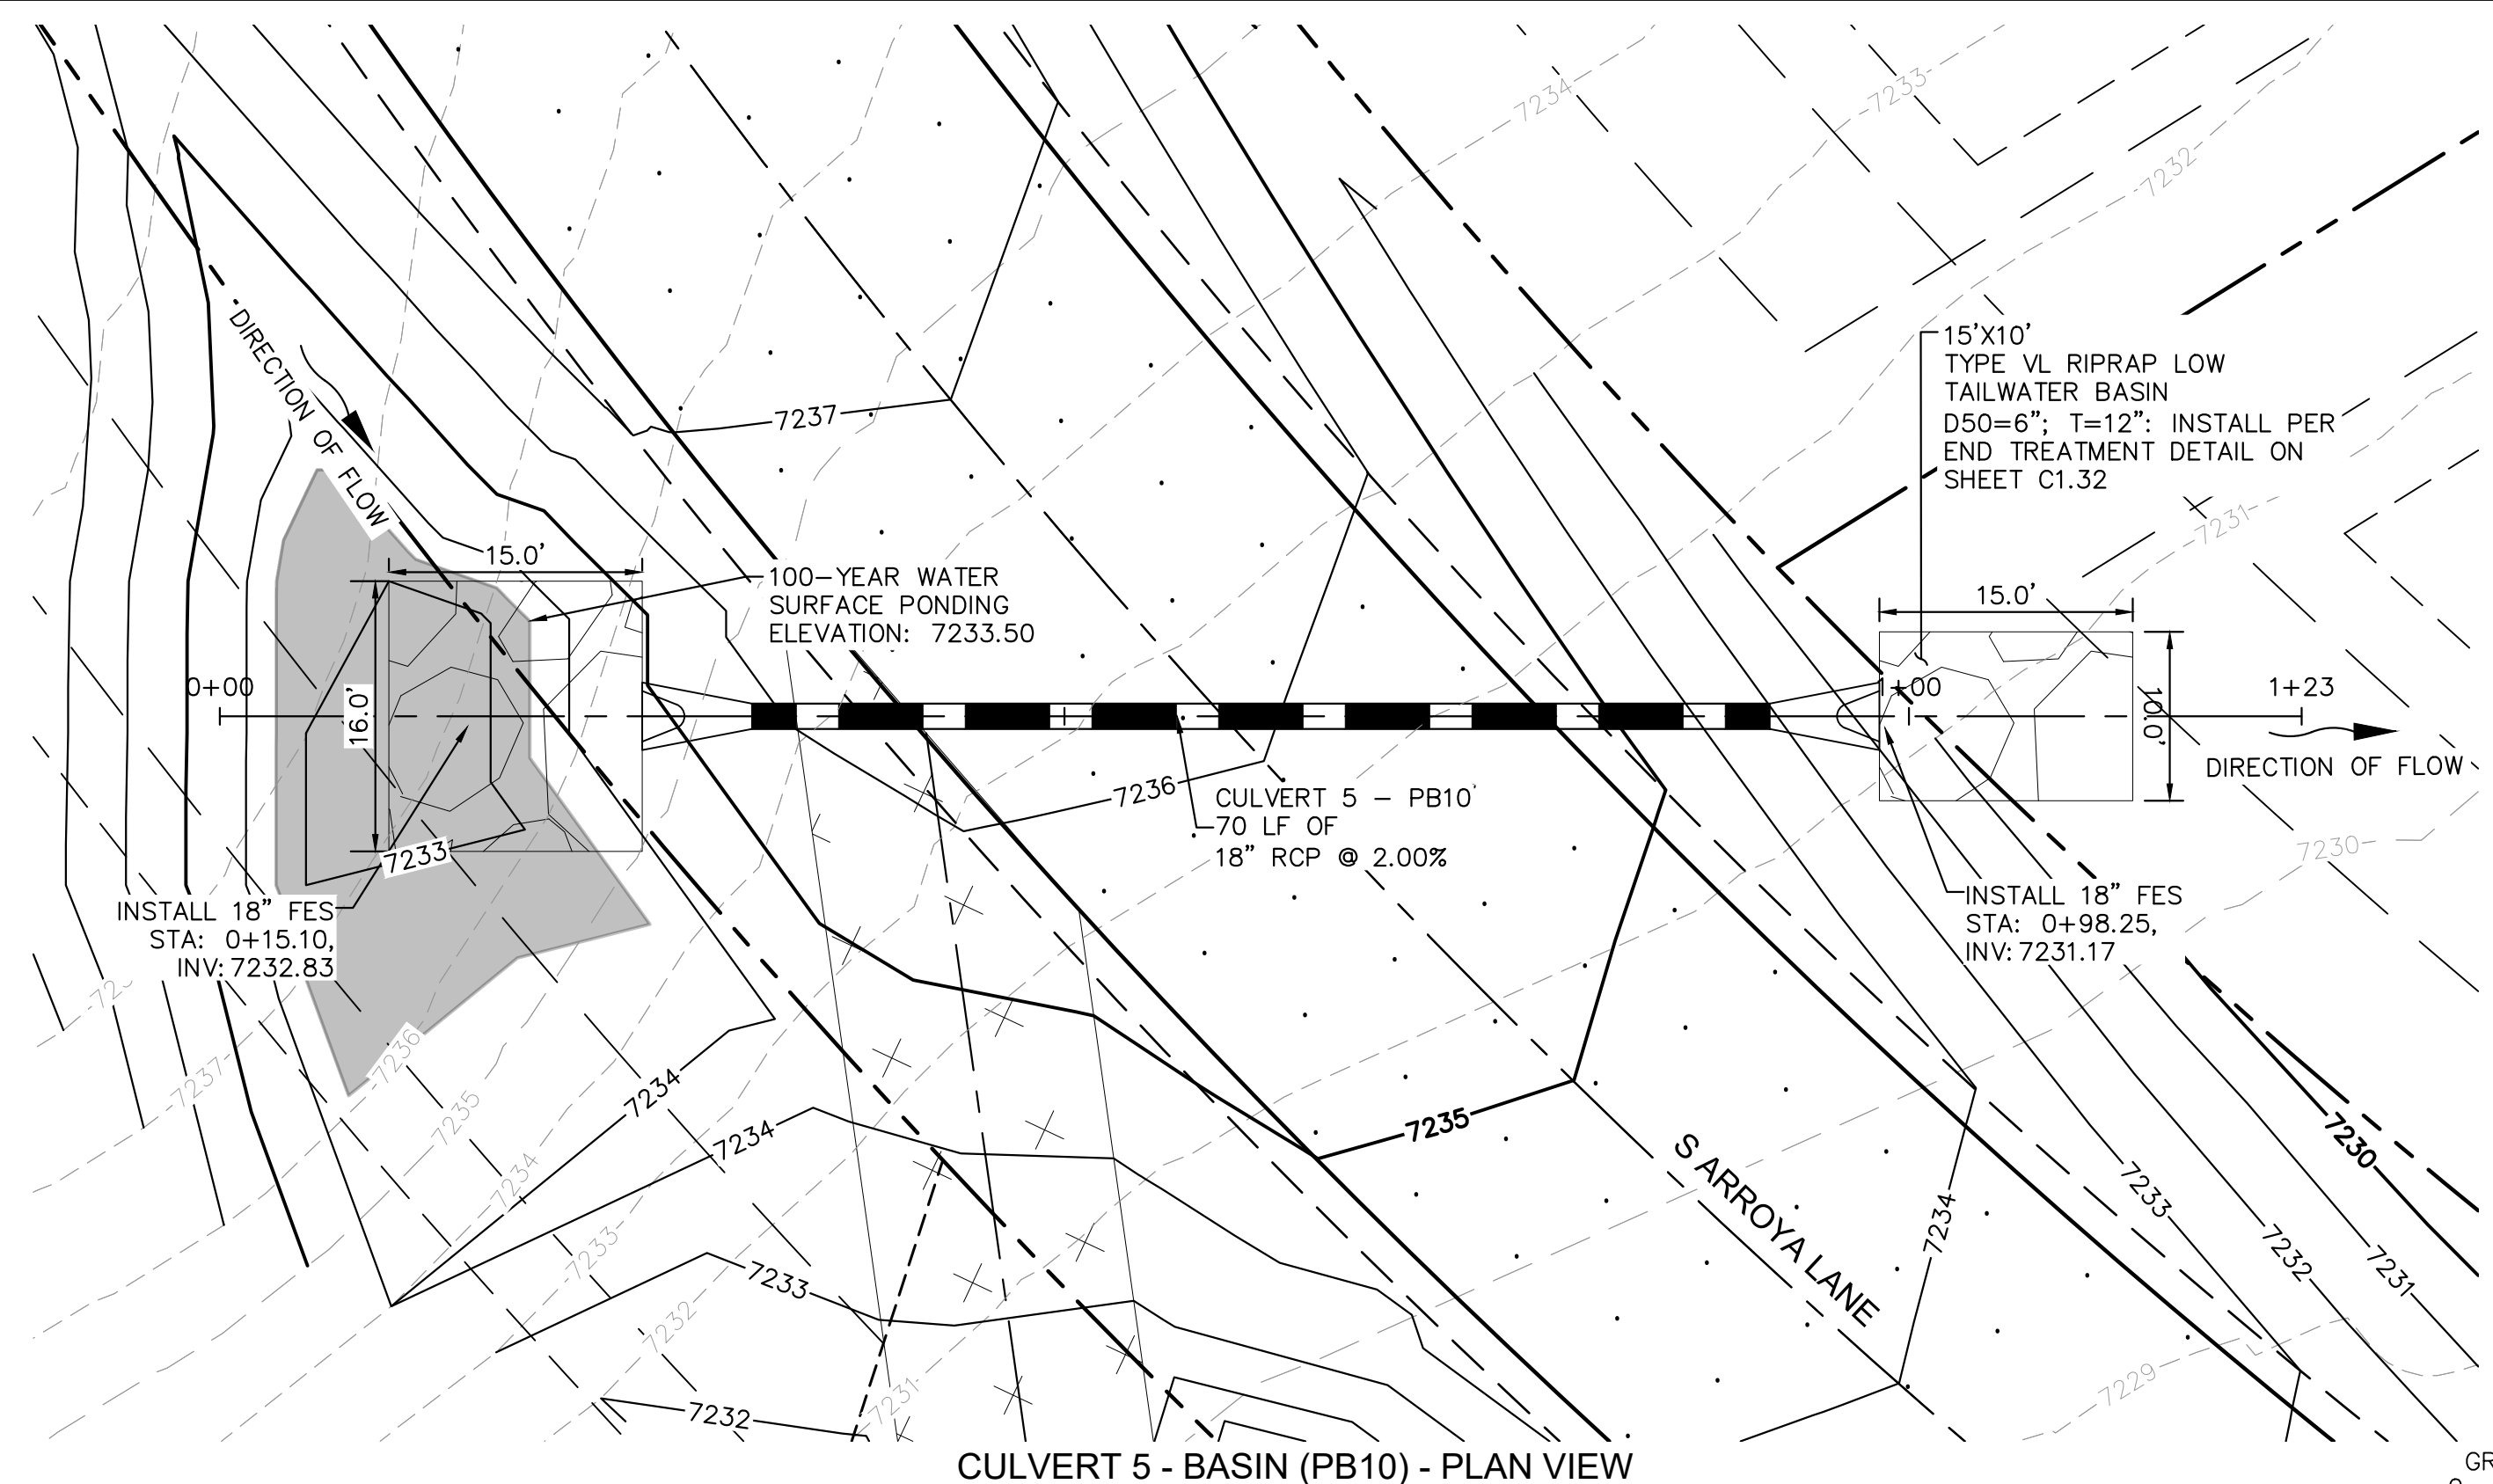 7234
7233
7232
7231
7230
7229
DIRECTION OF FLOW
7237
15'X10'
TYPE VL RIPRAP LOW
TAILWATER BASIN
D50=6"; T=12": INSTALL PER
END TREATMENT DETAIL ON
SHEET C1.32
15.0'
100-YEAR WATER
SURFACE PONDING
ELEVATION: 7233.50
15.0'
0+00
16.0'
1+00
10.0'
1+23
DIRECTION OF FLOW
7236
CULVERT 5 - PB10
70 LF OF
18" RCP @ 2.00%
7233
INSTALL 18" FES
STA: 0+15.10,
INV: 7232.83
INSTALL 18" FES
STA: 0+98.25,
INV: 7231.17
7237
7236
7235
7234
7233
7232
7231
7234
7234
7233
7232
7235
S ARROYA LANE
7234
7233
7232
7231
7230
CULVERT 5 - BASIN (PB10) - PLAN VIEW